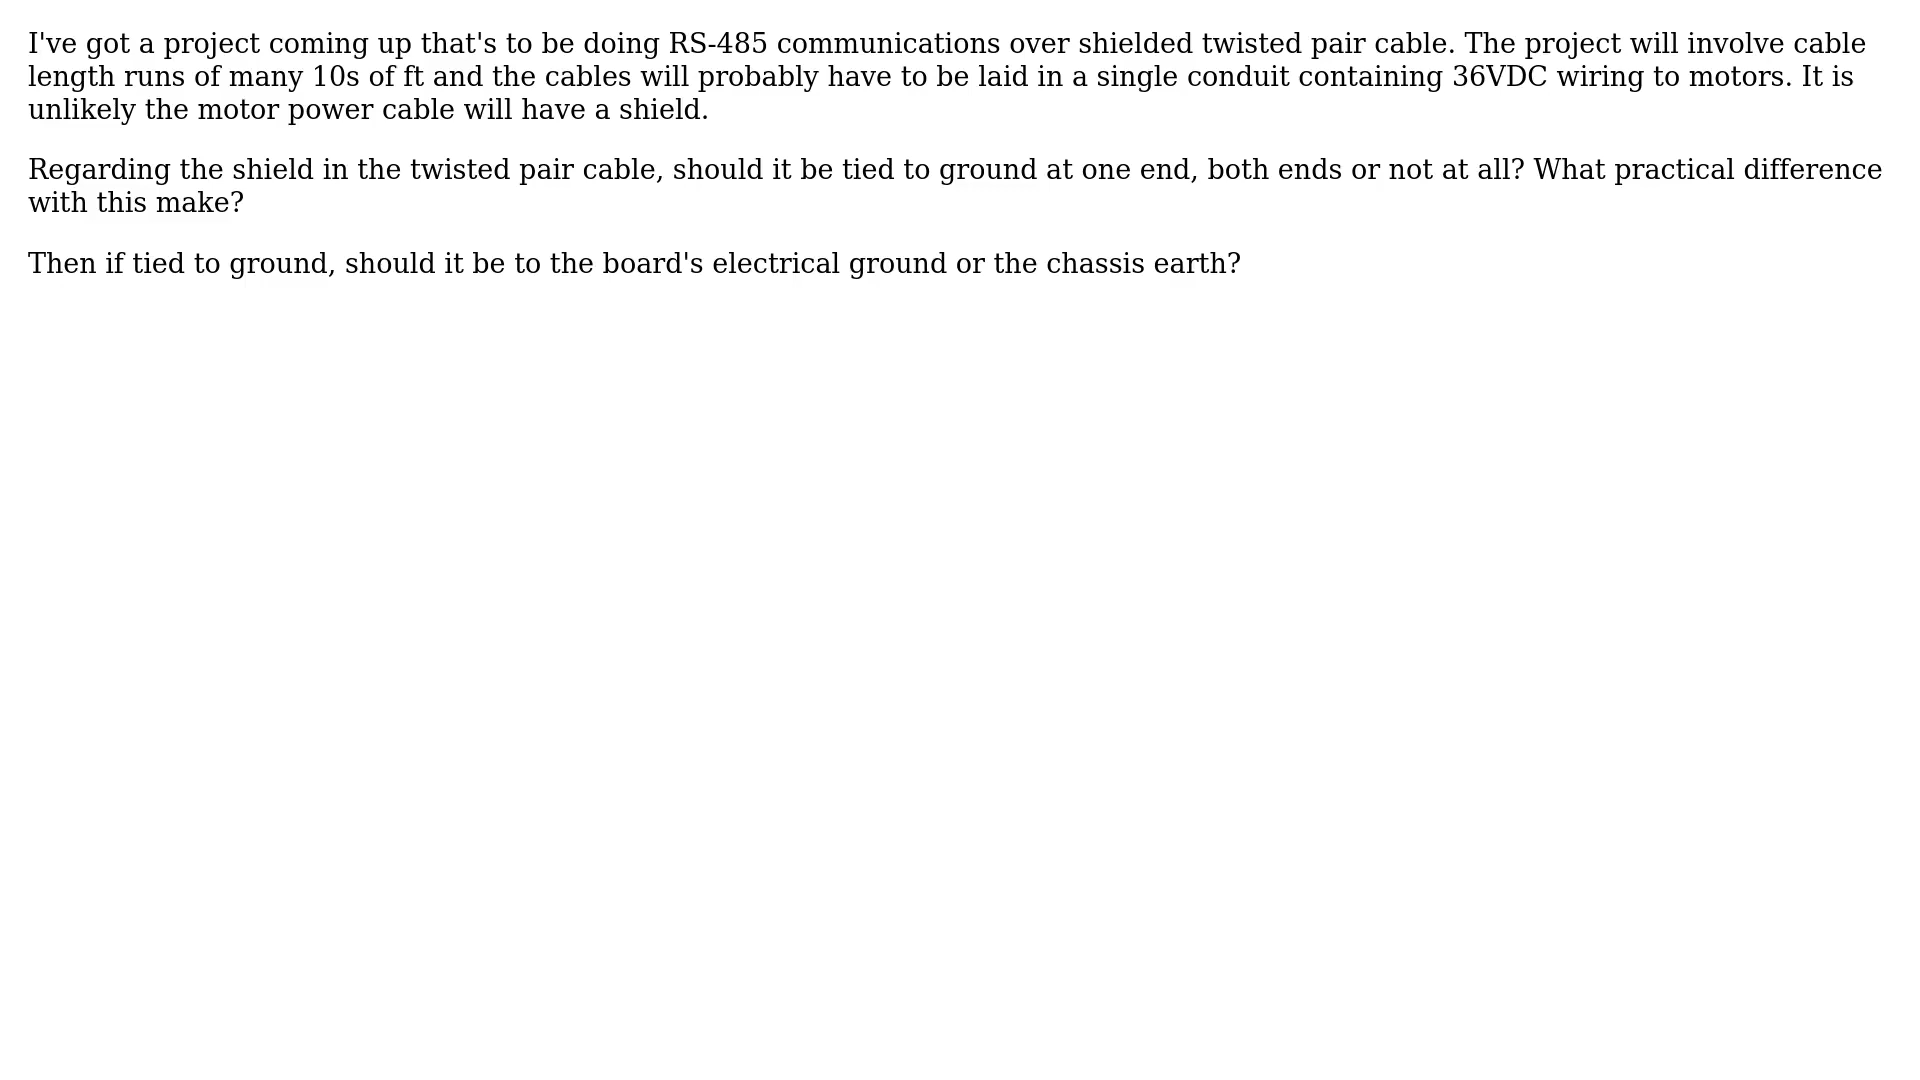 I've got a project coming up that's to be doing RS-485 communications over shielded twisted pair cable. The project will involve cable
length runs of many 10s of ft and the cables will probably have to be laid in a single conduit containing 36VDC wiring to motors. It is
unlikely the motor power cable will have a shield.
Regarding the shield in the twisted pair cable, should it be tied to ground at one end, both ends or not at all? What practical difference
with this make?
Then if tied to ground, should it be to the board's electrical ground or the chassis earth?